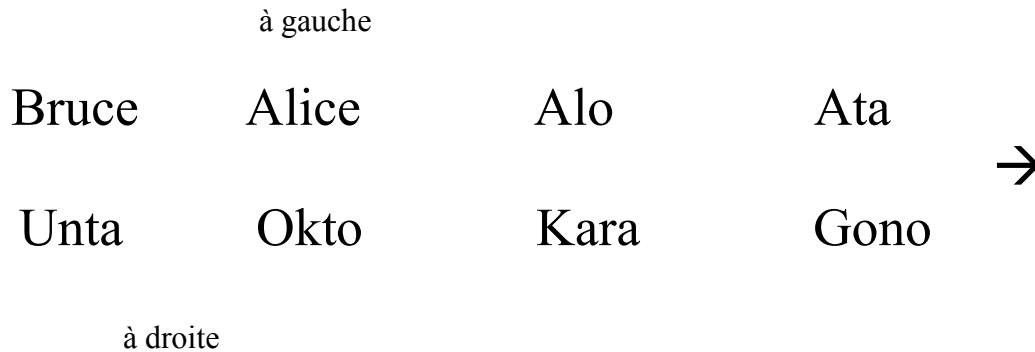 à gauche
Bruce Alice Alo Ata
→
Unta Okto Kara Gono
à droite